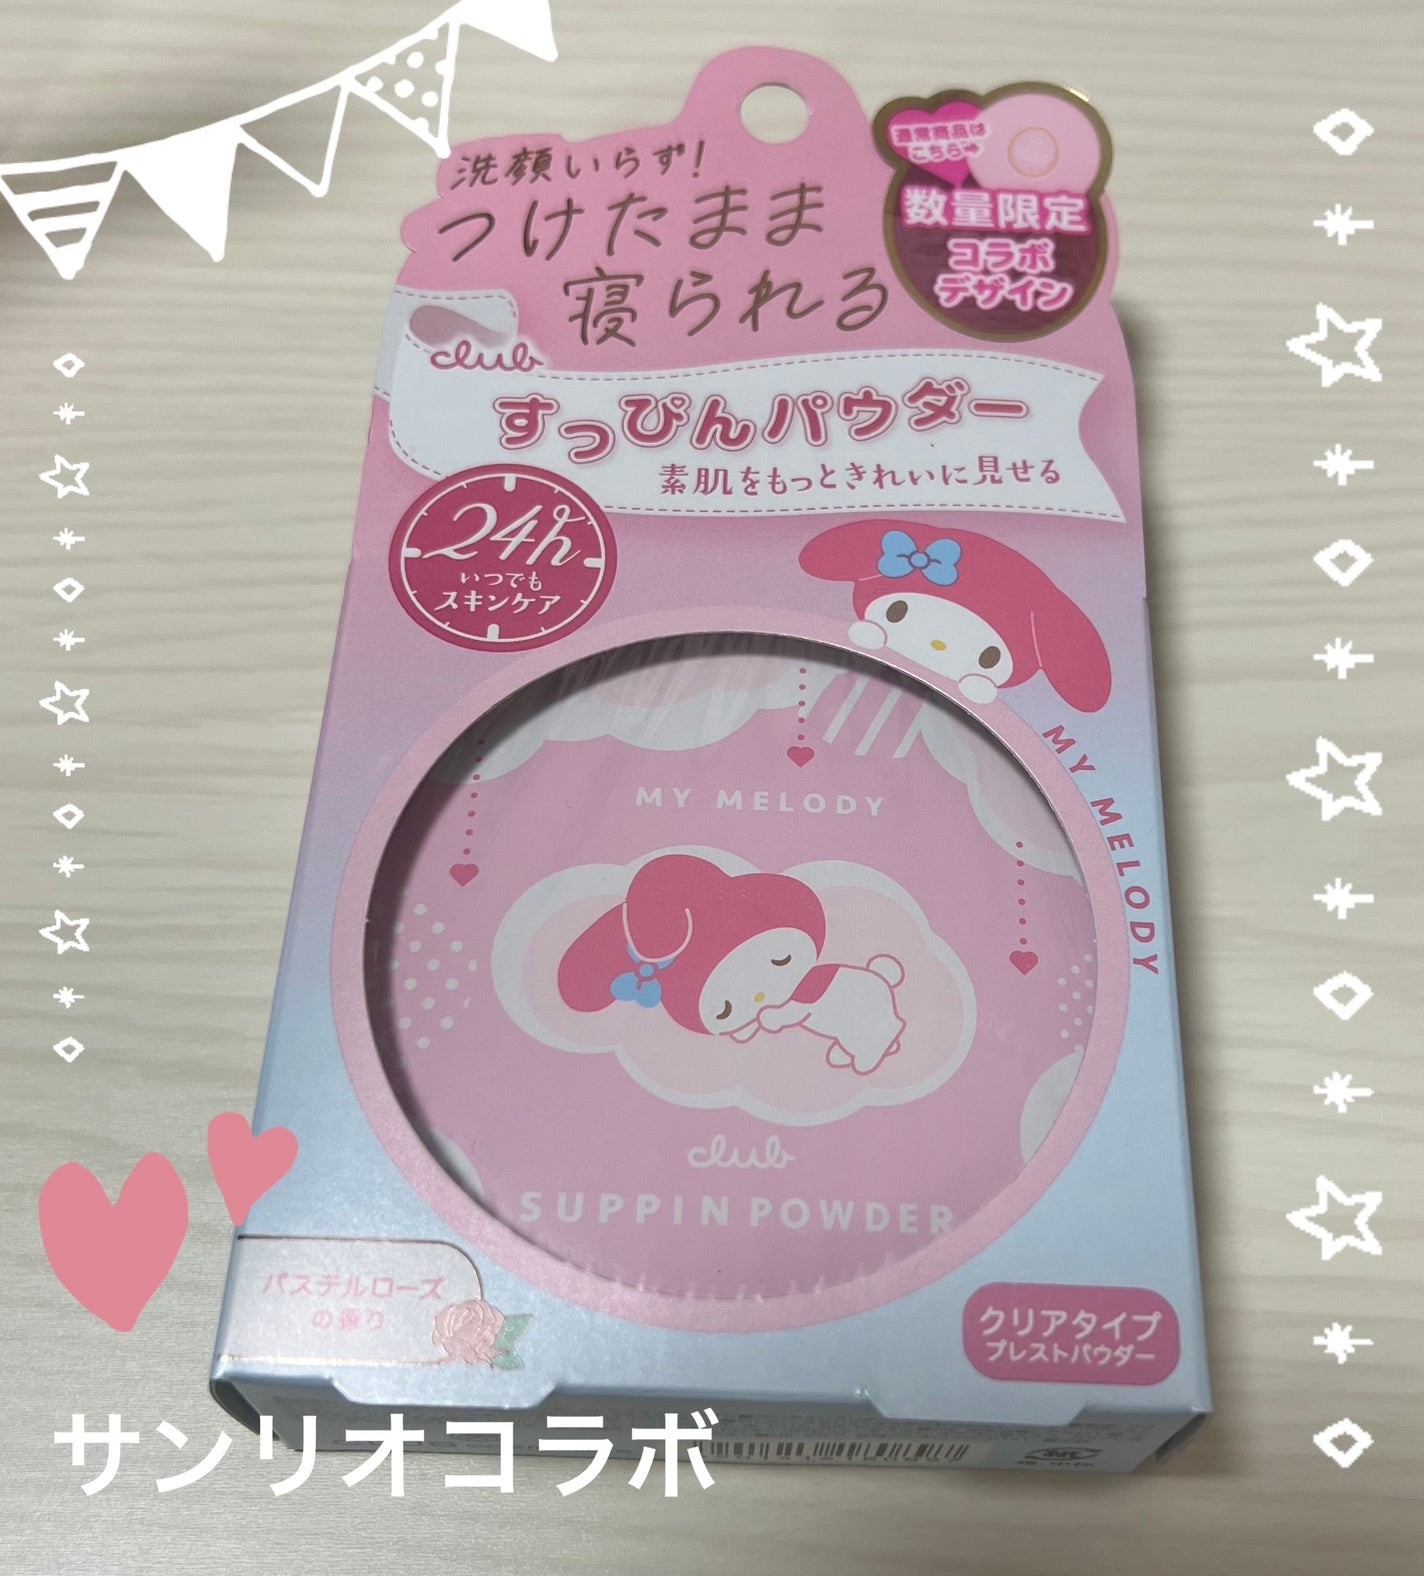 洗顔いらず!
つけたまま
寝られる
通常商品は
こちら→
数量限定
コラボ
デザイン
club
すっぴんパウダー
素肌をもっときれいに見せる
24h
いつでも
スキンケア
MY MELODY
MY MELODY
club
SUPPIN POWDER
パステルローズ
の香り
クリアタイプ
プレストパウダー
サンリオコラボ